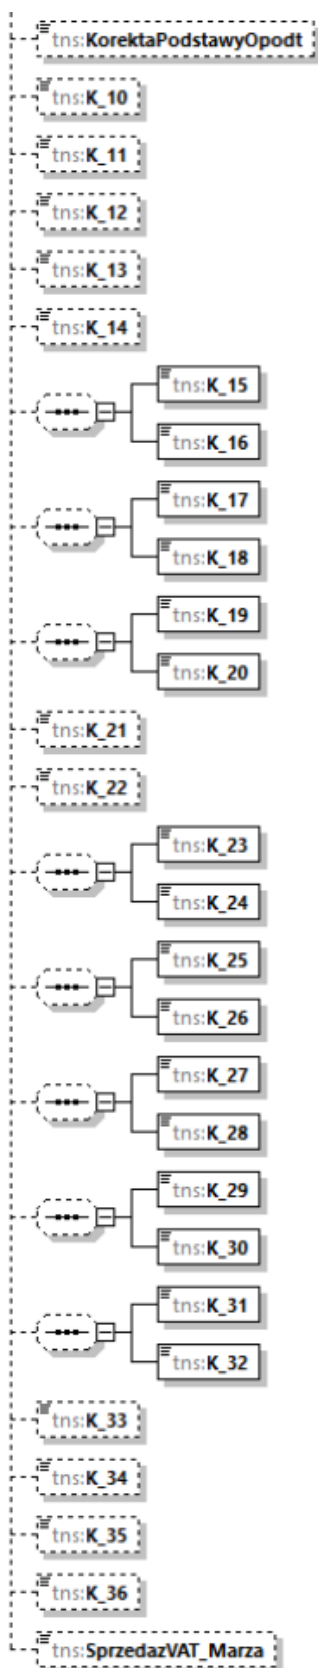 tns:KorektaPodstawyOpodt
tns:K_10
tns:K_11
tns:K_12
tns:K_13
tns:K_14
tns:K_15
tns:K_16
tns:K_17
tns:K_18
tns:K_19
tns:K_20
tns:K_21
tns:K_22
tns:K_23
tns:K_24
tns:K_25
tns:K_26
tns:K_27
tns:K_28
tns:K_29
tns:K_30
tns:K_31
tns:K_32
tns:K_33
tns:K_34
tns:K_35
tns:K_36
tns:SprzedazVAT_Marza